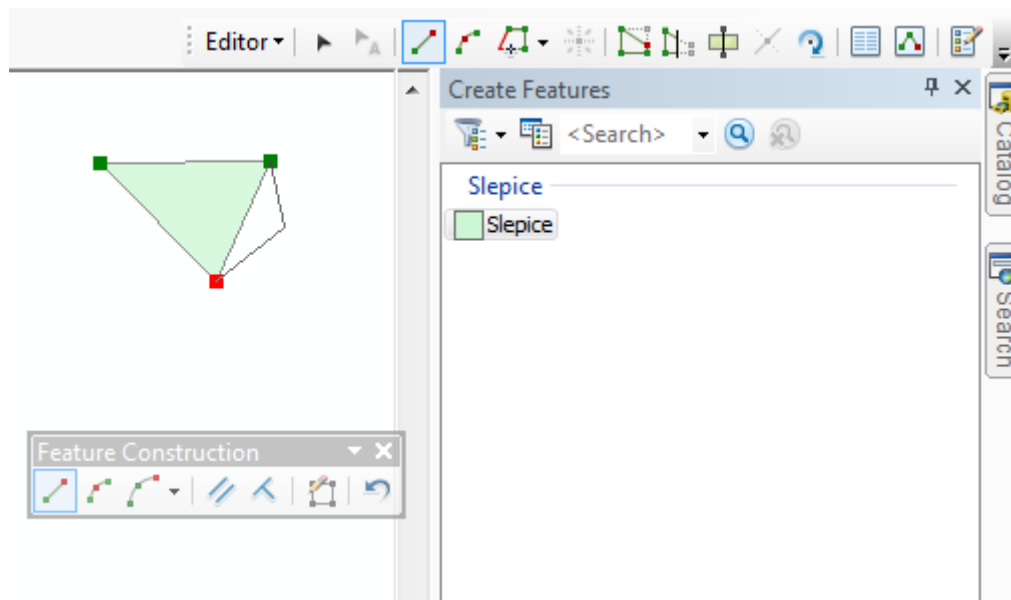 Editor
Create Features
<Search>
Slepice
Slepice
Catalog
Search
Feature Construction